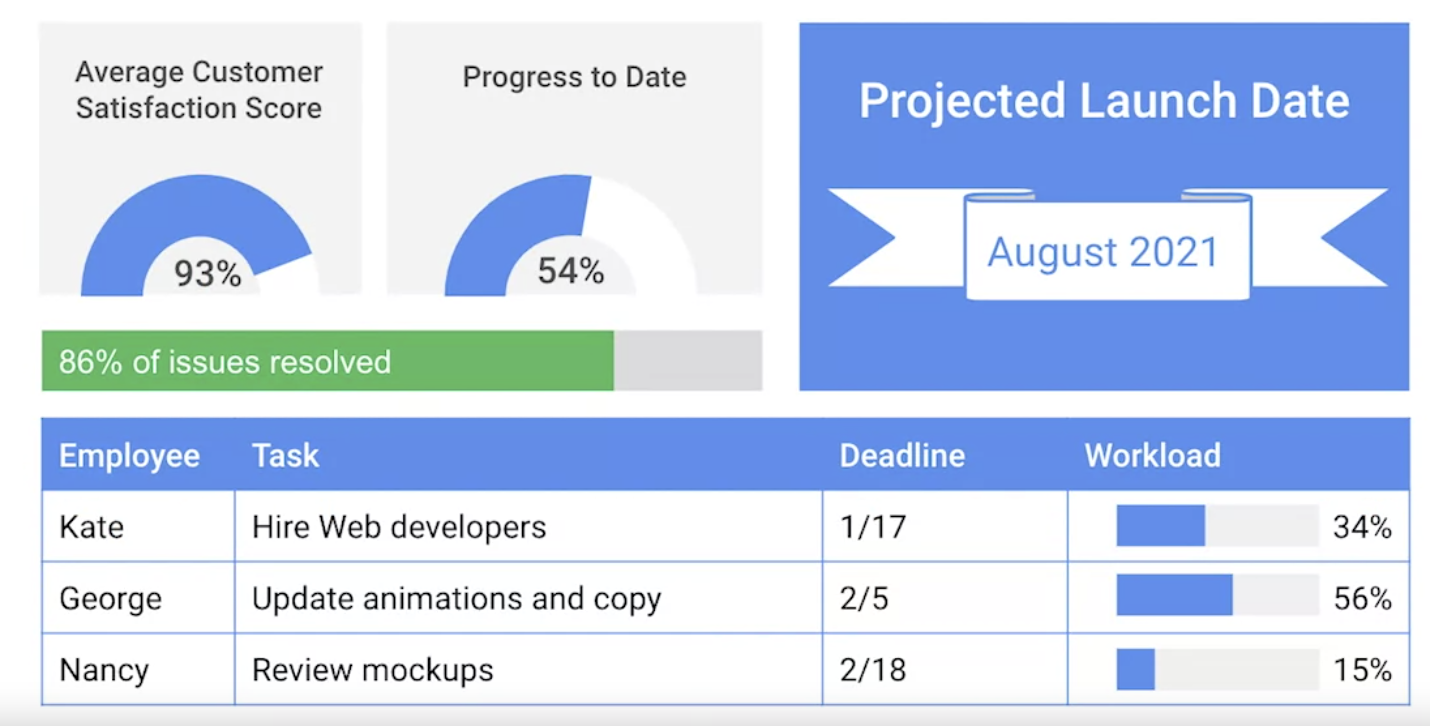 Average Customer
Satisfaction Score
93%
Progress to Date
54%
Projected Launch Date
August 2021
86% of issues resolved
Employee Task Deadline Workload
Kate Hire Web developers 1/17 34%
George Update animations and copy 2/5 56%
Nancy Review mockups 2/18 15%